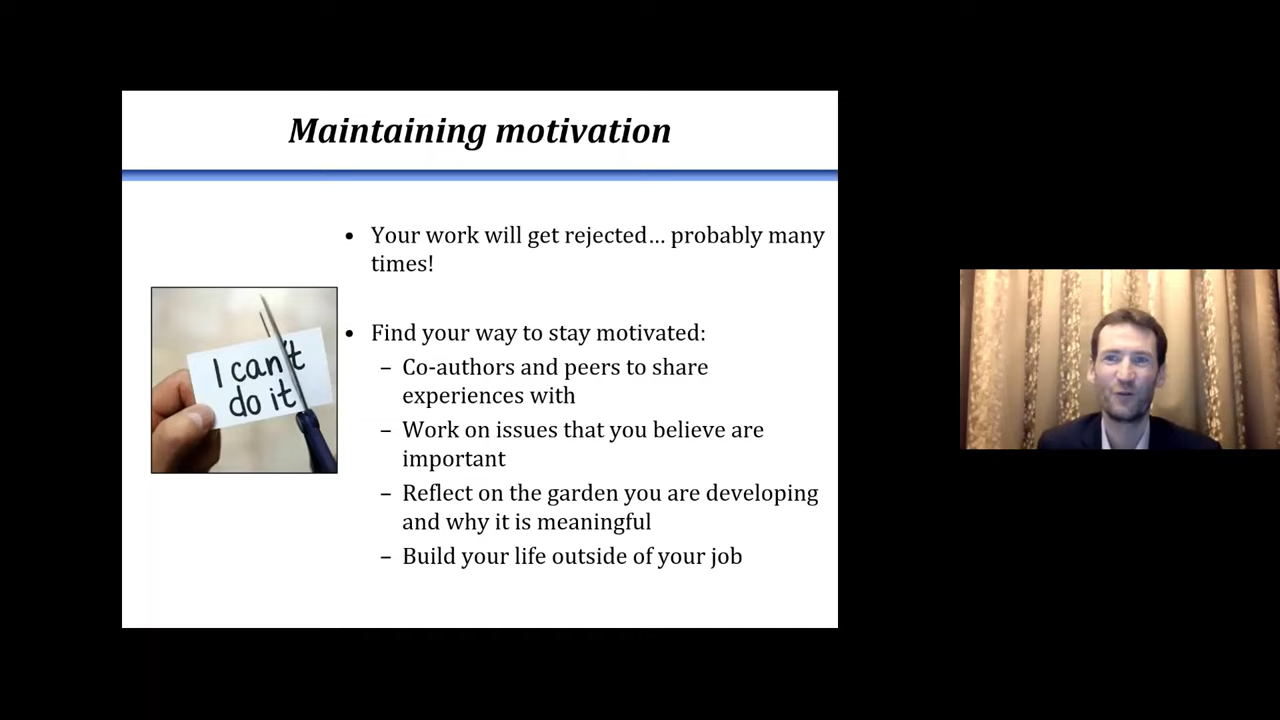 Maintaining motivation
• Your work will get rejected… probably many
times!
• Find your way to stay motivated:
– Co-authors and peers to share
experiences with
– Work on issues that you believe are
important
– Reflect on the garden you are developing
and why it is meaningful
– Build your life outside of your job
I can't
do it